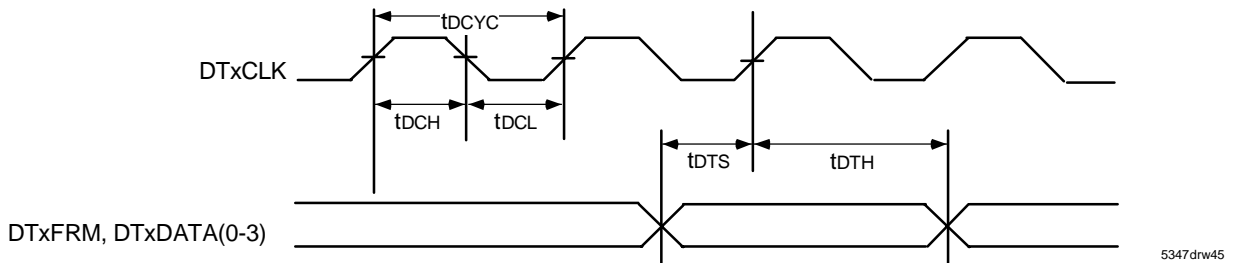 tDCYC
DTxCLK
tDCH
tDCL
tDTS
tDTH
DTxFRM, DTxDATA(0-3)
5347drw45